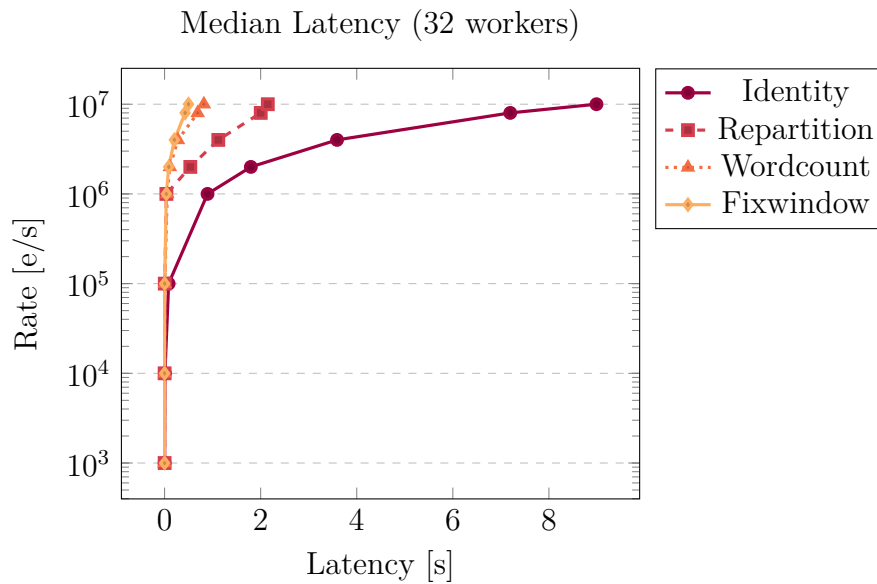 Median Latency (32 workers)
Rate [e/s]
10^7
10^6
10^5
10^4
10^3
0 2 4 6 8
Latency [s]
Identity
Repartition
Wordcount
Fixwindow